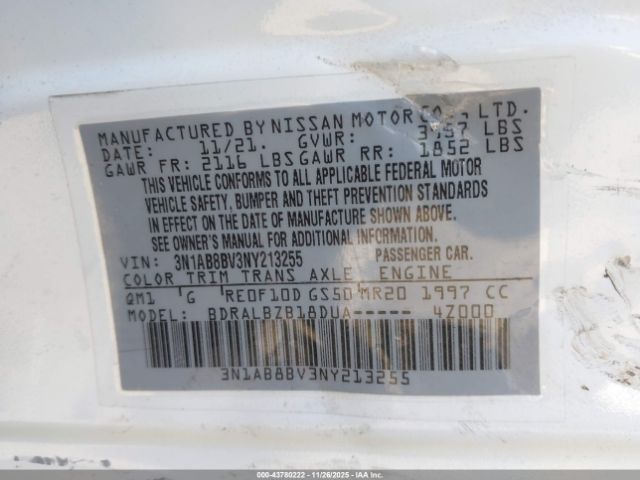 MANUFACTURED BY NISSAN MOTOR CO., LTD.
DATE: 11/21. GVWR: 3957 LBS
GAWR FR: 2116 LBS GAWR RR: 1852 LBS
THIS VEHICLE CONFORMS TO ALL APPLICABLE FEDERAL MOTOR
VEHICLE SAFETY, BUMPER AND THEFT PREVENTION STANDARDS
IN EFFECT ON THE DATE OF MANUFACTURE SHOWN ABOVE.
SEE OWNER'S MANUAL FOR ADDITIONAL INFORMATION.
VIN: 3N1AB8BV3NY213255 PASSENGER CAR.
COLOR TRIM TRANS AXLE ENGINE
QM1 G RE0F10D GS50 MR20 1997 CC
MODEL: BDRALBZB18DUA----- 4Z000
3N1AB8BV3NY213255
000-43780222 - 11/26/2025 - IAAI.COM